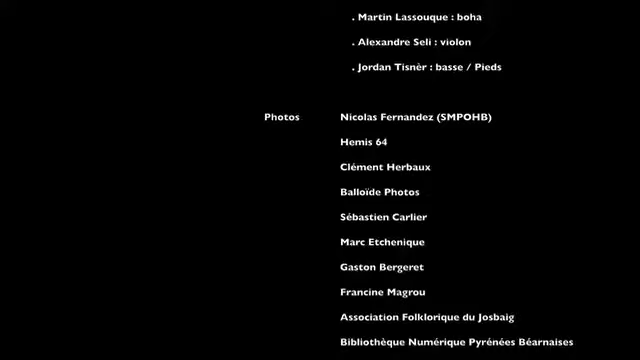 . Martin Lassouque : boha
. Alexandre Seli : violon
. Jordan Tisnèr : basse / Pieds
Photos Nicolas Fernandez (SMPOHB)
Hemis 64
Clément Herbaux
Balloïde Photos
Sébastien Carlier
Marc Etchenique
Gaston Bergeret
Francine Magrou
Association Folklorique du Josbaig
Bibliothèque Numérique Pyrénées Béarnaises